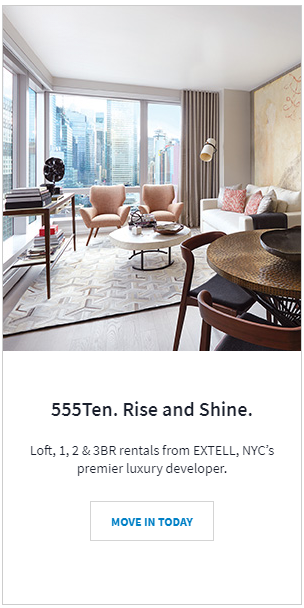 555Ten. Rise and Shine.
Loft, 1, 2 & 3BR rentals from EXTELL, NYC's
premier luxury developer.
MOVE IN TODAY